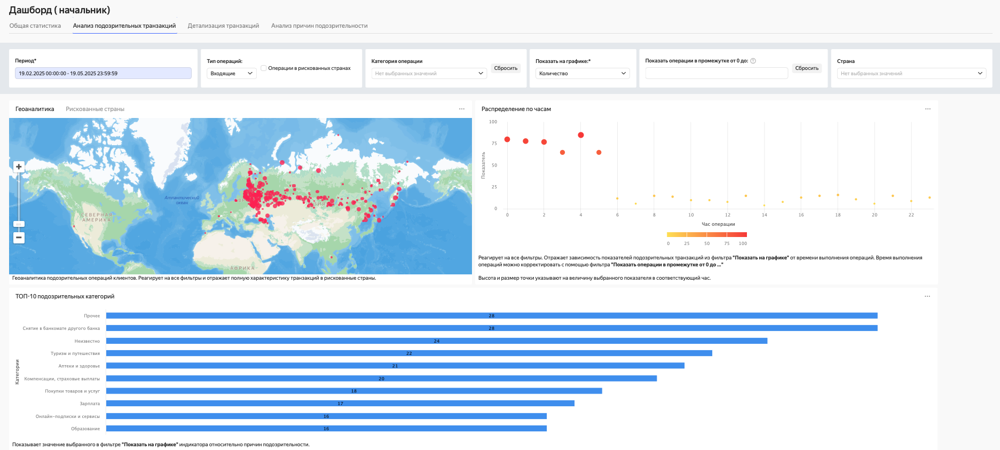 Дашборд ( начальник)
Общая статистика
Анализ подозрительных транзакций
Детализация транзакций
Анализ причин подозрительности
Период*
19.02.2025 00:00:00 - 19.05.2025 23:59:59
Тип операций:
Входящие
Операции в рискованных странах
Категория операции
Нет выбранных значений
Сбросить
Показать на графике:*
Количество
Показать операции в промежутке от 0 до:
Сбросить
Страна
Нет выбранных значений
Геоаналитика
Рискованные страны
СЕВЕРНАЯ
АМЕРИКА
Атлантический
океан
АФРИКА
Геоаналитика подозрительных операций клиентов. Реагирует на все фильтры и отражает полную характеристику транзакций в рискованные страны.
Распределение по часам
100
75
50
25
0
Показатель
0 2 4 6 8 10 12 14 16 18 20 22
Час операции
0 25 50 75 100
Реагирует на все фильтры. Отражает зависимость показателей подозрительных транзакций из фильтра "Показать на графике" от времени выполнения операций. Время выполнения
операций можно корректировать с помощью фильтра "Показать операции в промежутке от 0 до ..."
Высота и размер точки указывают на величину выбранного показателя в соответствующий час.
ТОП-10 подозрительных категорий
Категории
Прочее 28
Снятие в банкомате другого банка 28
Неизвестно 24
Туризм и путешествия 22
Аптеки и здоровье 21
Компенсации, страховые выплаты 20
Покупки товаров и услуг 18
Зарплата 17
Онлайн-подписки и сервисы 16
Образование 16
Показывает значение выбранного в фильтре "Показать на графике" индикатора относительно причин подозрительности.